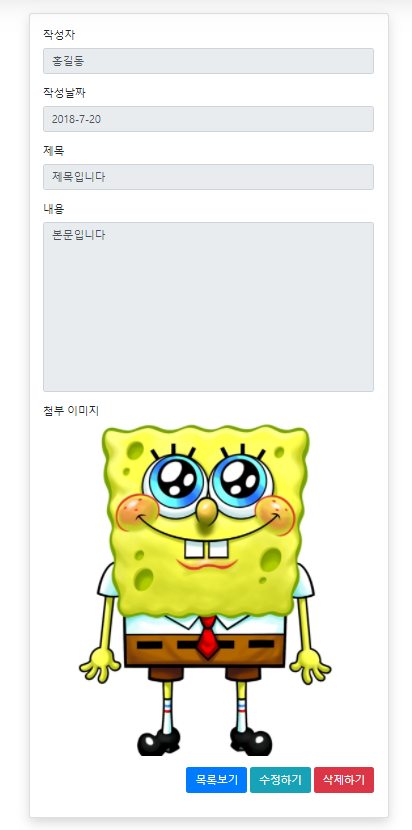 작성자
홍길동
작성날짜
2018-7-20
제목
제목입니다
내용
본문입니다
첨부 이미지
목록보기 수정하기 삭제하기